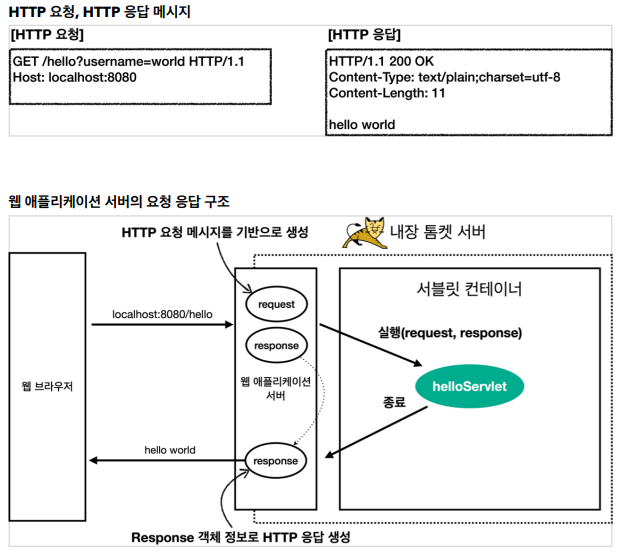 HTTP 요청, HTTP 응답 메시지
[HTTP 요청]
GET /hello?username=world HTTP/1.1
Host: localhost:8080
[HTTP 응답]
HTTP/1.1 200 OK
Content-Type: text/plain;charset=utf-8
Content-Length: 11
hello world
웹 애플리케이션 서버의 요청 응답 구조
HTTP 요청 메시지를 기반으로 생성
내장 톰켓 서버
웹 브라우저
localhost:8080/hello
request
response
웹 애플리케이션
서버
서블릿 컨테이너
실행(request, response)
helloServlet
종료
hello world
response
Response 객체 정보로 HTTP 응답 생성